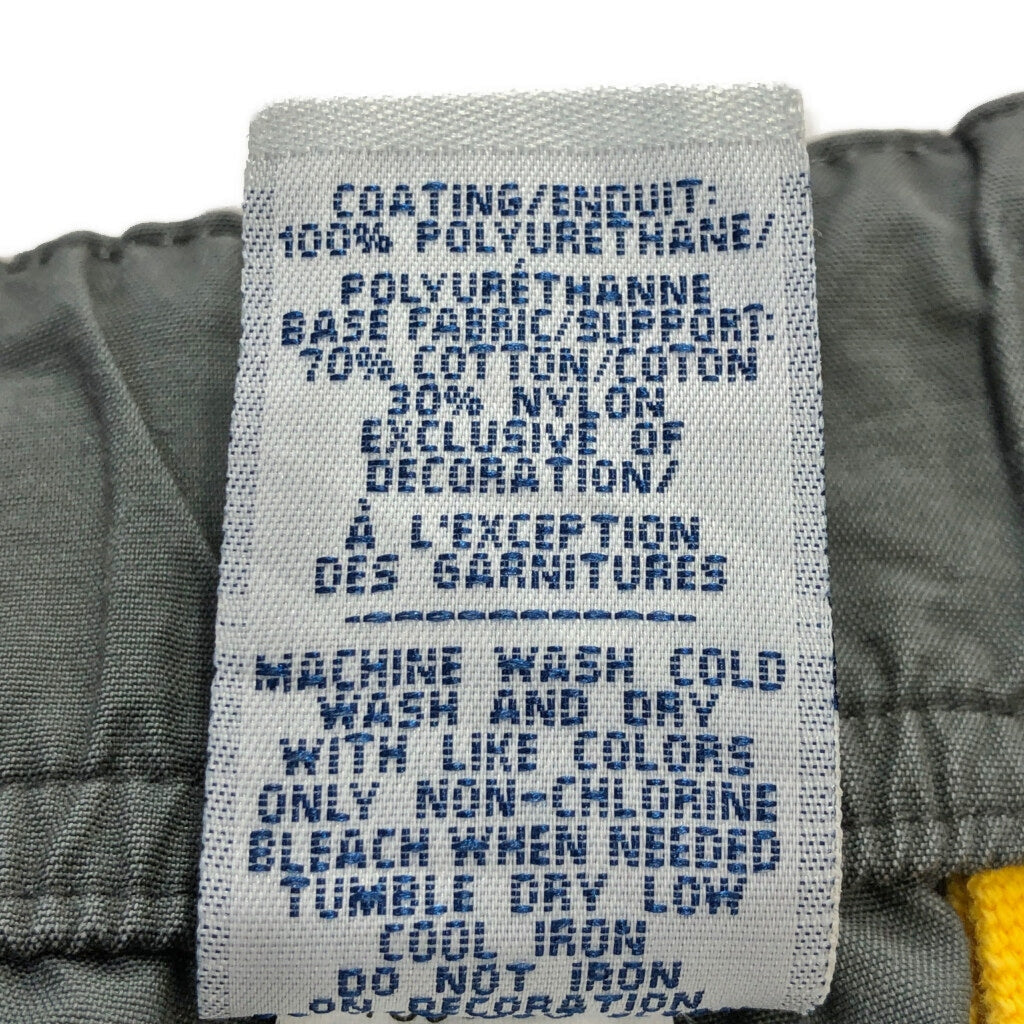 COATING/ENDUIT:
100% POLYURETHANE/
POLYURÉTHANNE
BASE FABRIC/SUPPORT:
70% COTTON/COTON
30% NYLON
EXCLUSIVE OF
DECORATION/
À L'EXCEPTION
DES GARNITURES
------------
MACHINE WASH COLD
WASH AND DRY
WITH LIKE COLORS
ONLY NON-CHLORINE
BLEACH WHEN NEEDED
TUMBLE DRY LOW
COOL IRON
DO NOT IRON
ON DECORATION